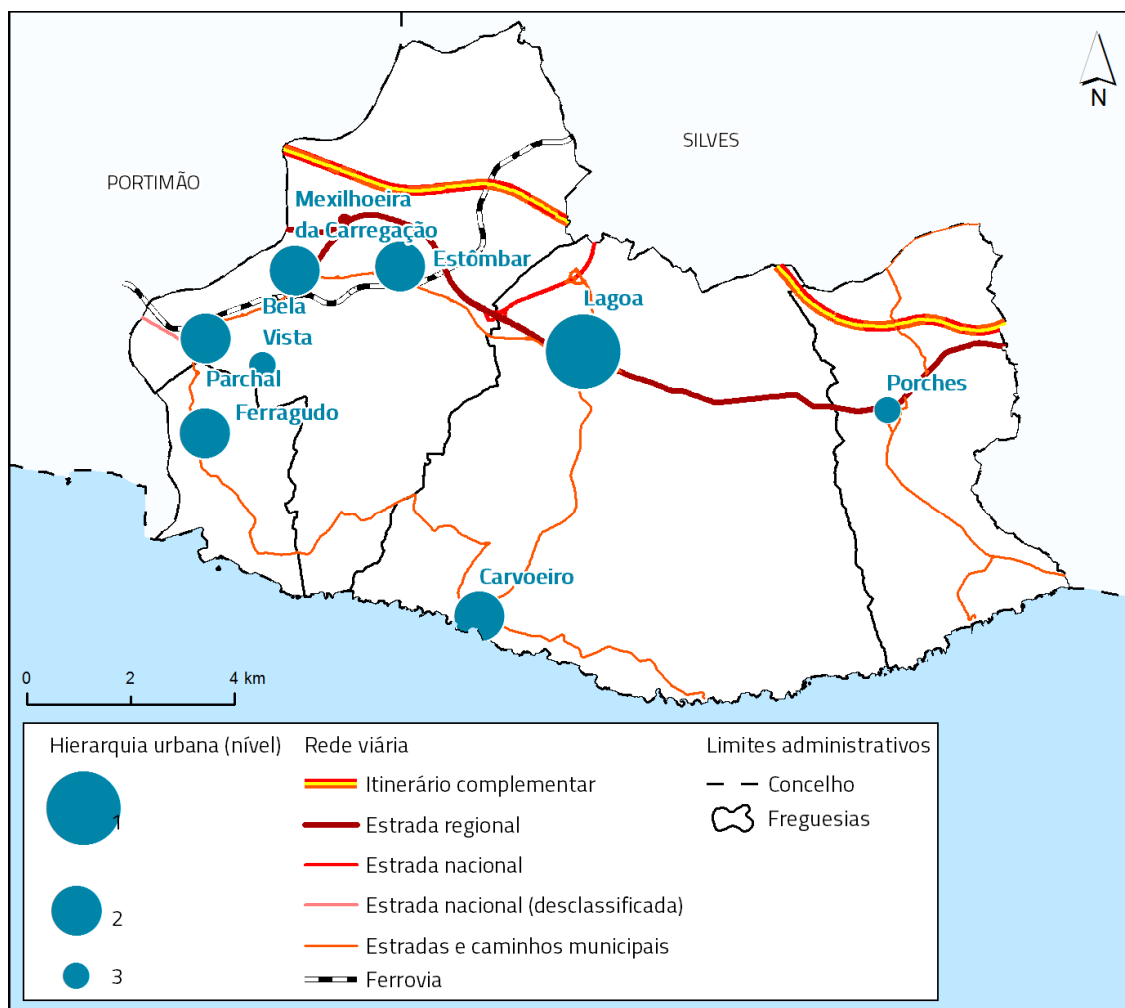 N
SILVES
PORTIMÃO
Mexilhoeira
da Carregação
Estômbar
Bela
Vista
Lagoa
Parchal
Ferragudo
Porches
Carvoeiro
0 2 4 km
Hierarquia urbana (nível)
1
2
3
Rede viária
Itinerário complementar
Estrada regional
Estrada nacional
Estrada nacional (desclassificada)
Estradas e caminhos municipais
Ferrovia
Limites administrativos
Concelho
Freguesias